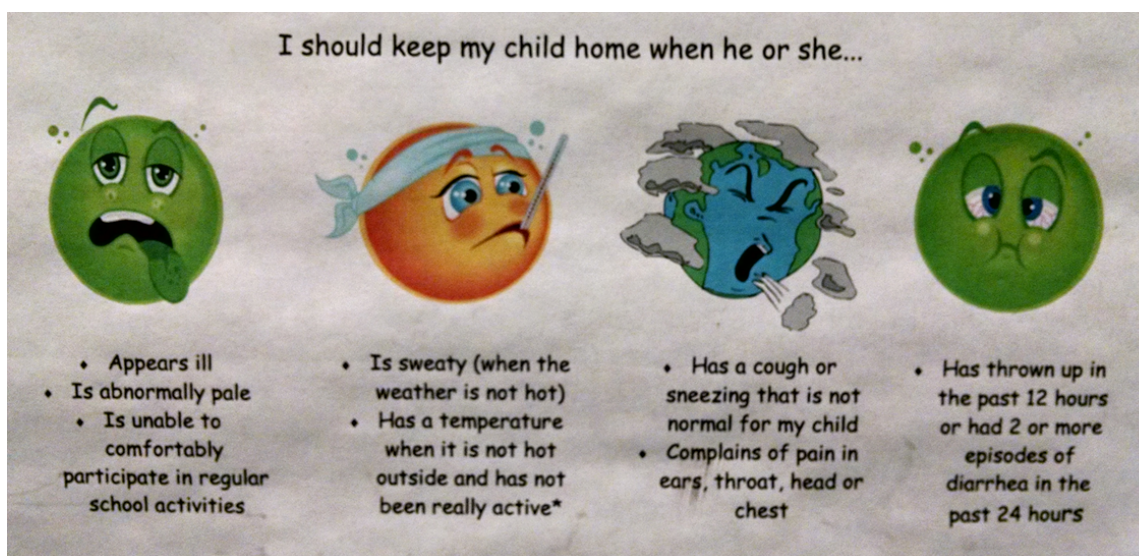 I should keep my child home when he or she...
• Appears ill
• Is abnormally pale
• Is unable to
comfortably
participate in regular
school activities
• Is sweaty (when the
weather is not hot)
• Has a temperature
when it is not hot
outside and has not
been really active*
• Has a cough or
sneezing that is not
normal for my child
• Complains of pain in
ears, throat, head or
chest
• Has thrown up in
the past 12 hours
or had 2 or more
episodes of
diarrhea in the
past 24 hours